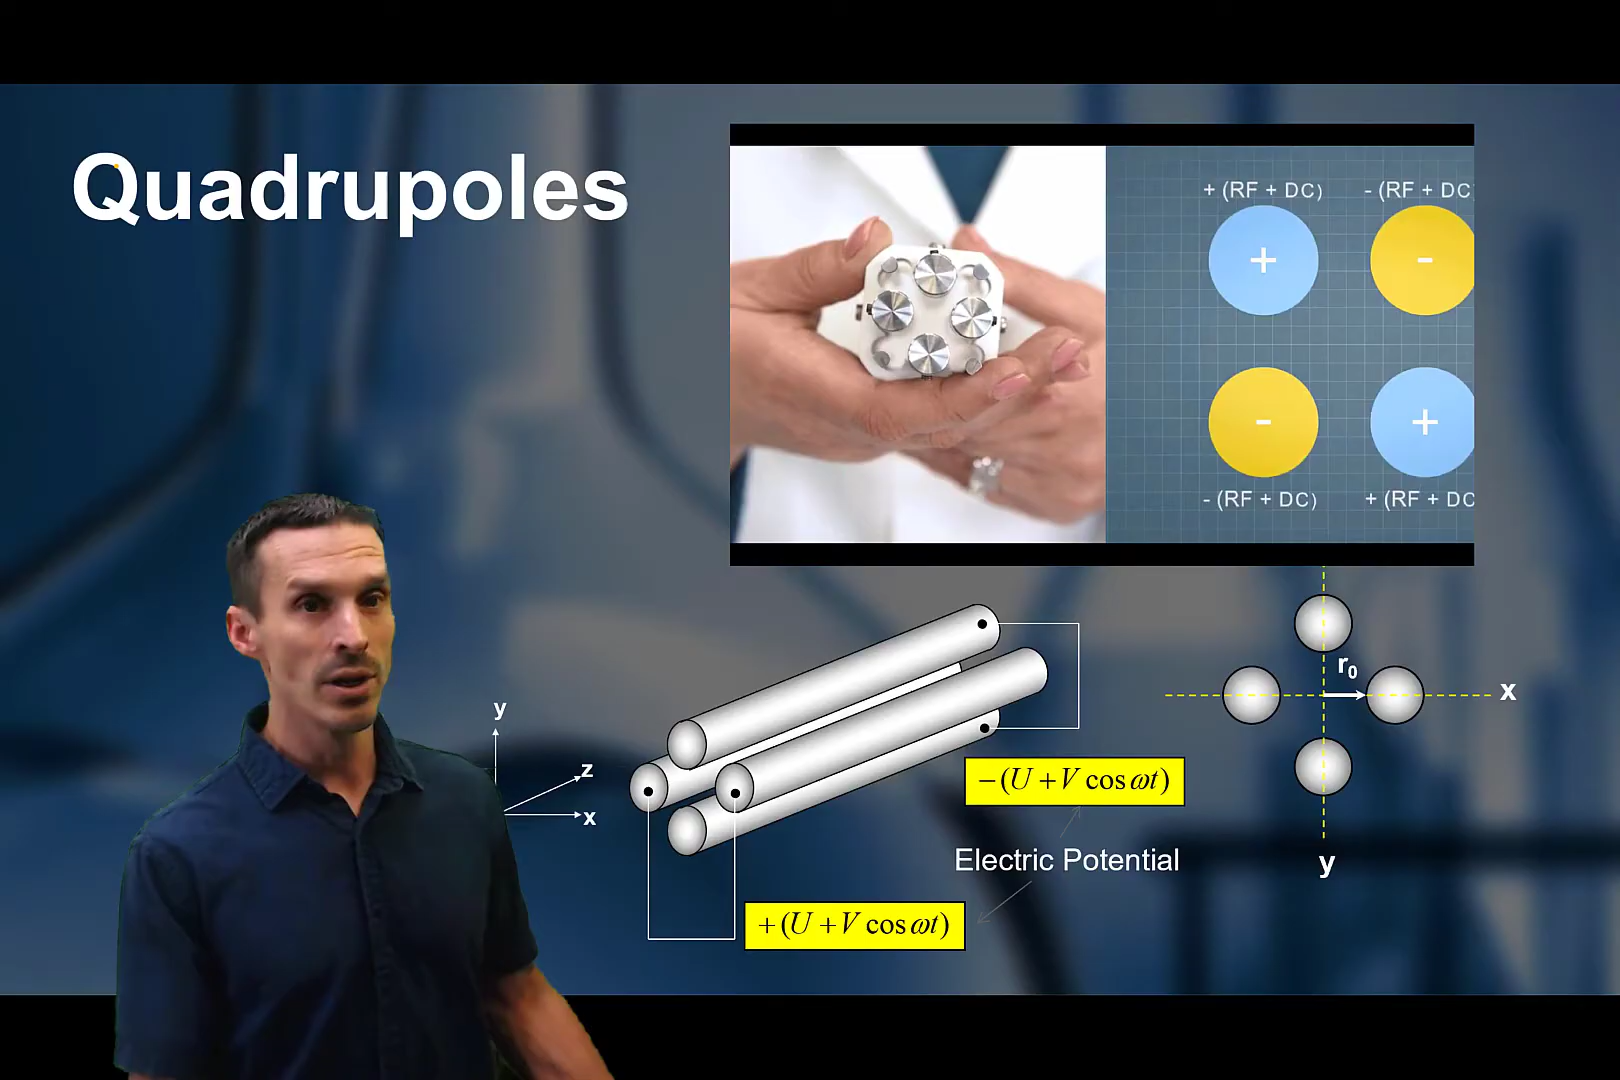 Quadrupoles
+ (RF + DC) - (RF + DC
+ -
- +
- (RF + DC) + (RF + DC
r0
x
y
y
z
x
−(U +V cos ωt)
Electric Potential
+(U +V cos ωt)